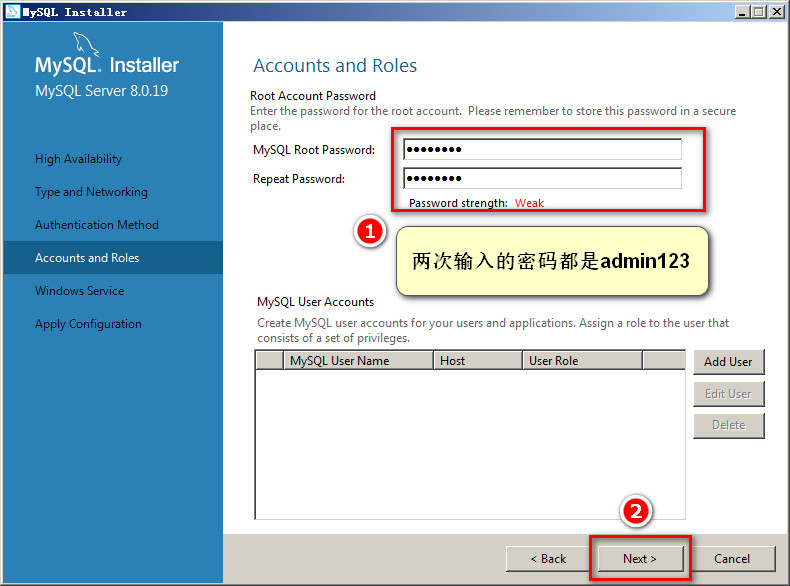 MySQL Installer
MySQL. Installer
MySQL Server 8.0.19
High Availability
Type and Networking
Authentication Method
Accounts and Roles
Windows Service
Apply Configuration
Accounts and Roles
Root Account Password
Enter the password for the root account. Please remember to store this password in a secure
place.
MySQL Root Password: ●●●●●●●●
Repeat Password: ●●●●●●●●
Password strength: Weak
1
两次输入的密码都是admin123
MySQL User Accounts
Create MySQL user accounts for your users and applications. Assign a role to the user that
consists of a set of privileges.
MySQL User Name Host User Role
Add User
Edit User
Delete
2
< Back Next > Cancel